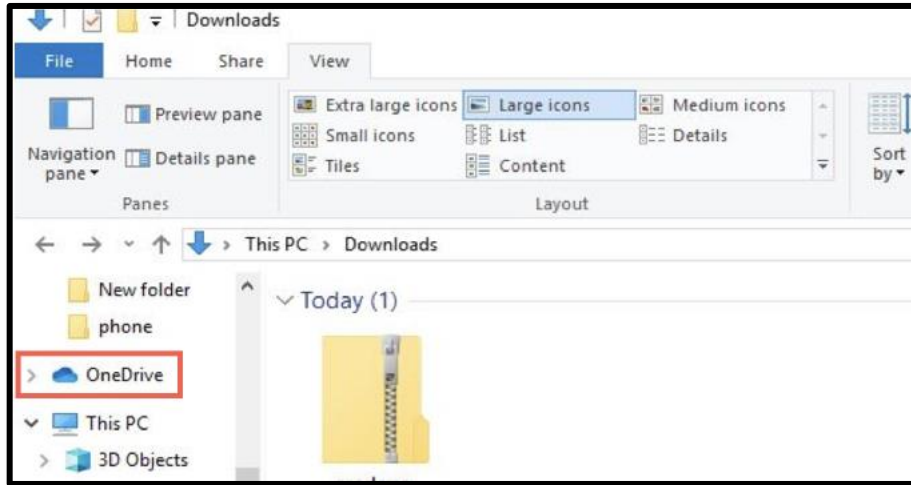 Downloads
File Home Share View
Preview pane
Details pane
Navigation
pane
Panes
Extra large icons Large icons Medium icons
Small icons List Details
Tiles Content
Layout
Sort
by
This PC Downloads
New folder
phone
OneDrive
This PC
3D Objects
Today (1)